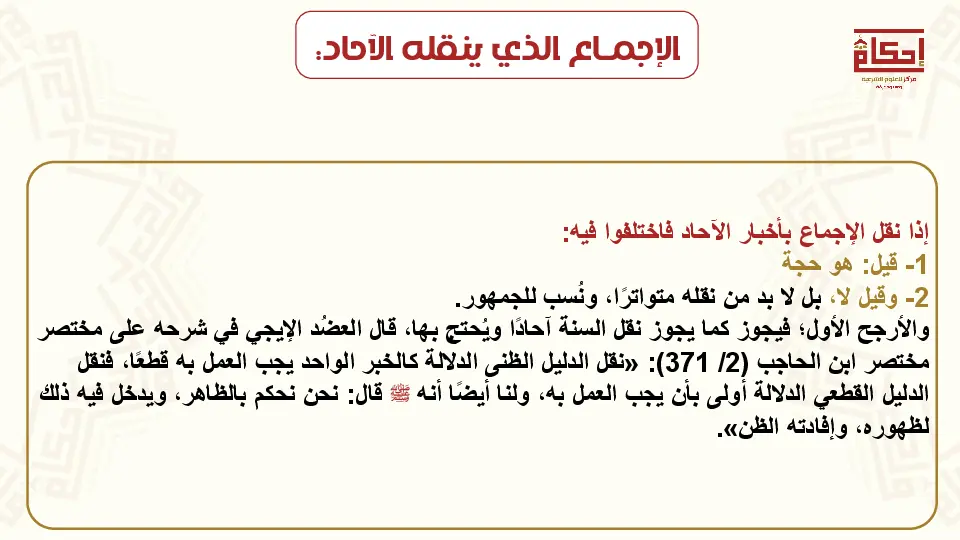 الإجماع الذي ينقله الآحاد:
إحكام
مركز للعلوم الشرعية
إذا نقل الإجماع بأخبار الآحاد فاختلفوا فيه:
1- قيل: هو حجة
2- وقيل لا، بل لا بد من نقله متواترًا، ونُسب للجمهور.
والأرجح الأول؛ فيجوز كما يجوز نقل السنة آحادًا ويُحتج بها، قال العضُد الإيجي في شرحه على مختصر
مختصر ابن الحاجب (2/ 371): «نقل الدليل الظنى الدلالة كالخبر الواحد يجب العمل به قطعًا، فنقل
الدليل القطعي الدلالة أولى بأن يجب العمل به، ولنا أيضًا أنه ﷺ قال: نحن نحكم بالظاهر، ويدخل فيه ذلك
لظهوره، وإفادته الظن».